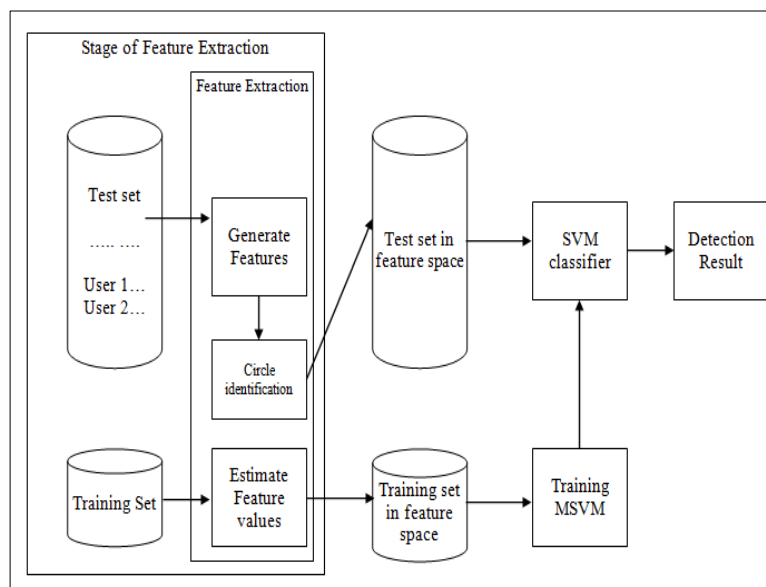 Stage of Feature Extraction
Feature Extraction
Test set
..... ....
User 1...
User 2...
Generate
Features
Circle
identification
Test set in
feature space
SVM
classifier
Detection
Result
Training Set
Estimate
Feature
values
Training set
in feature
space
Training
MSVM